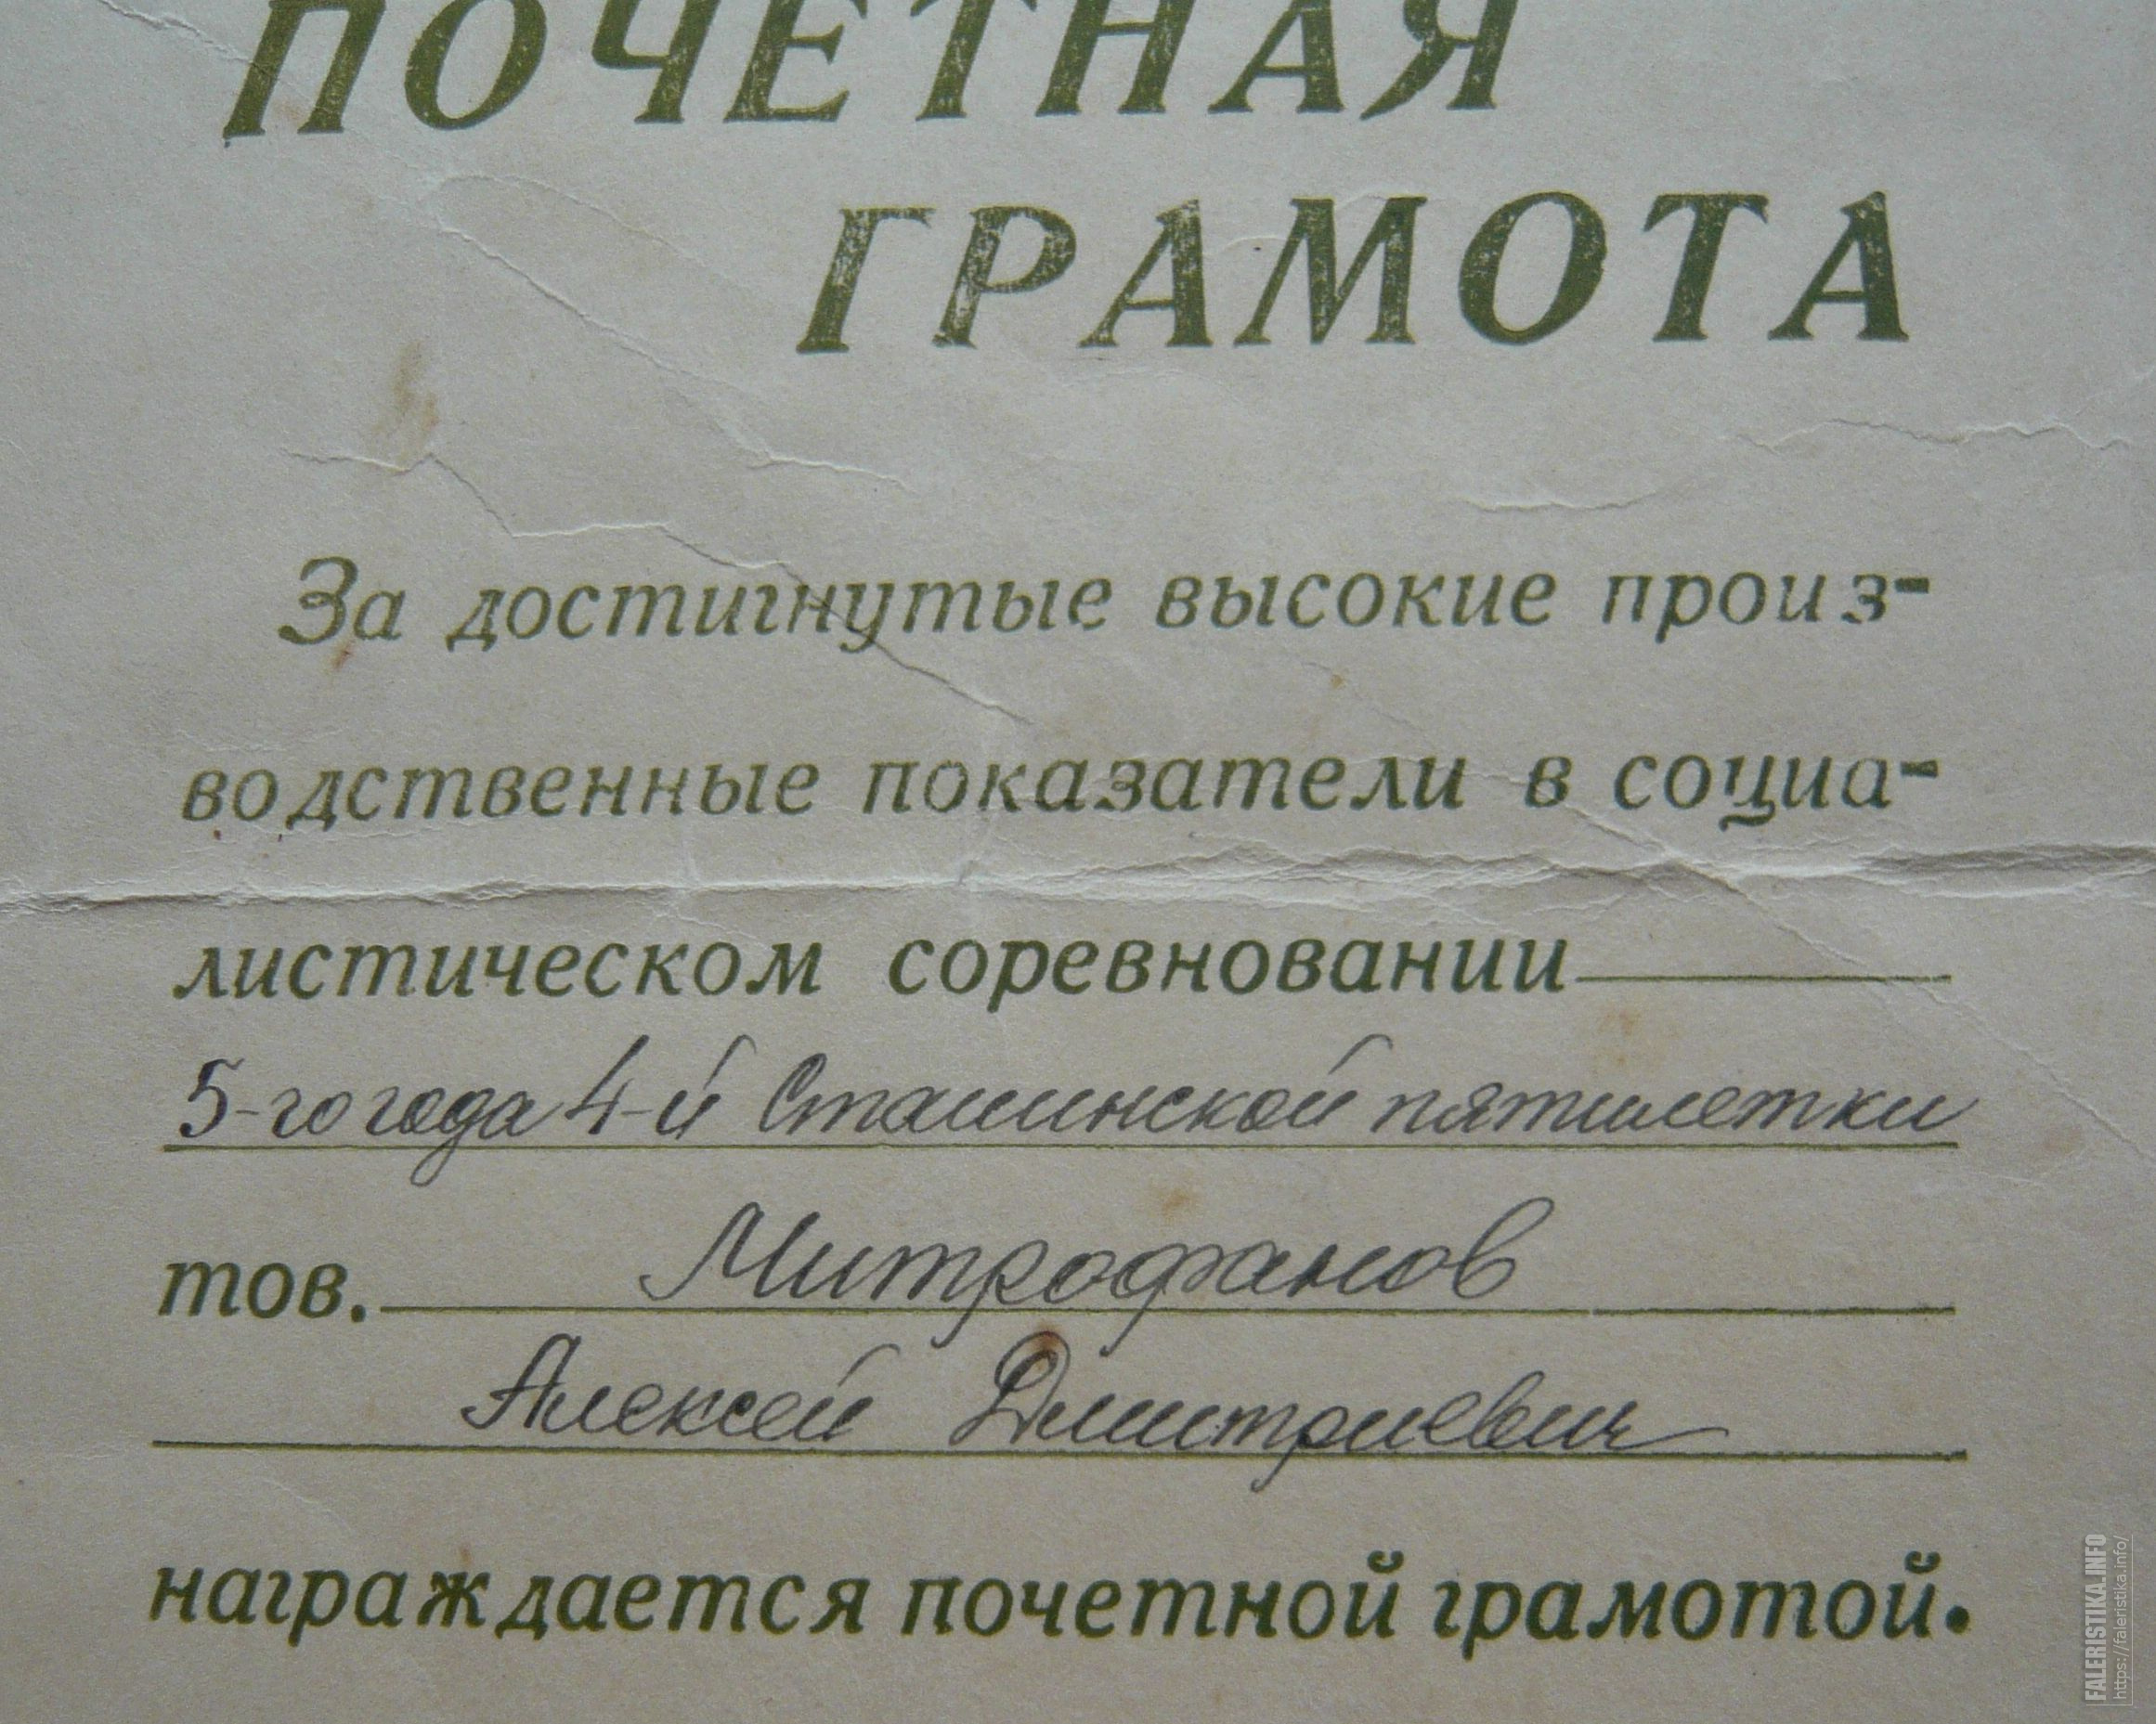 ПОЧЕТНАЯ
ГРАМОТА
За достигнутые высокие произ-
водственные показатели в социа-
листическом соревновании
5-го года 4-й Сталинской пятилетки
тов. Митрофанов
Алексей Дмитриевич
награждается почетной грамотой.
FALERISTIKA.INFO
https://faleristika.info/